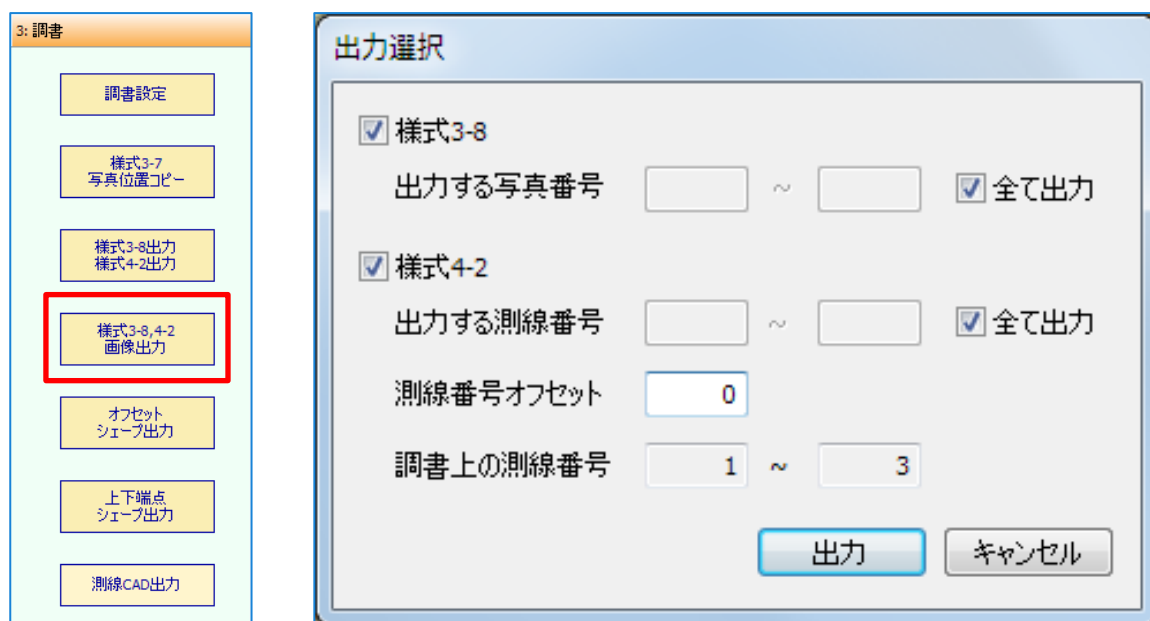 3: 調書
調書設定
様式3-7
写真位置コピー
様式3-8出力
様式4-2出力
様式3-8,4-2
画像出力
オフセット
シェープ出力
上下端点
シェープ出力
測線CAD出力
出力選択
様式3-8
出力する写真番号 ~ 全て出力
様式4-2
出力する測線番号 ~ 全て出力
測線番号オフセット 0
調書上の測線番号 1 ~ 3
出力 キャンセル